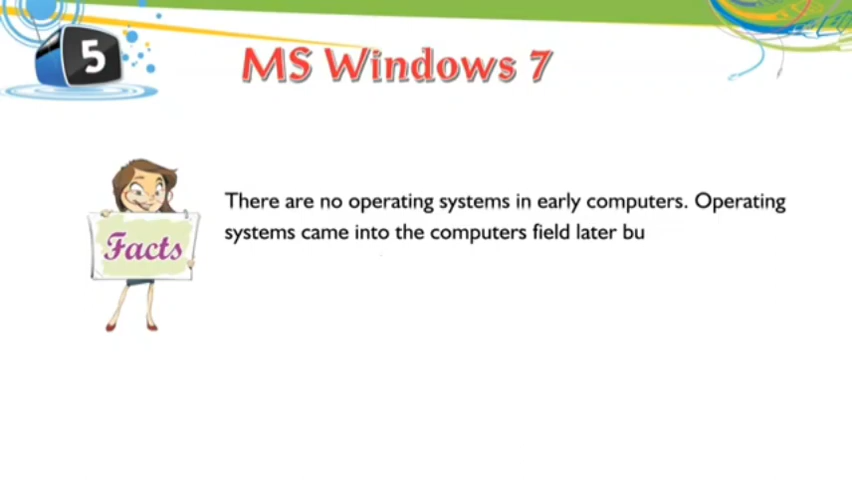 5
MS Windows 7
There are no operating systems in early computers. Operating
systems came into the computers field later bu
Facts